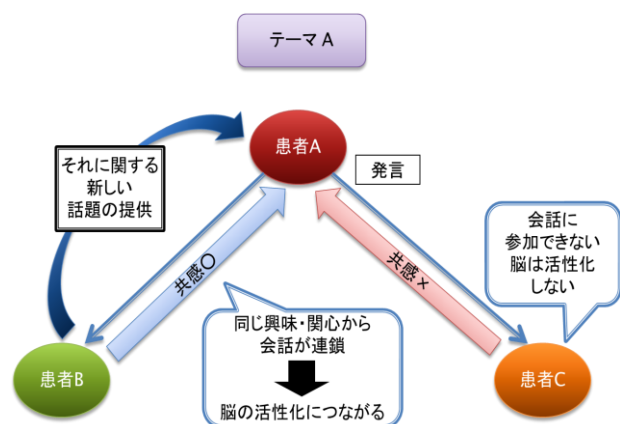 テーマ A
患者A
それに関する
新しい
話題の提供
発言
共感〇
共感×
会話に
参加できない
脳は活性化
しない
同じ興味・関心から
会話が連鎖
脳の活性化につながる
患者B
患者C